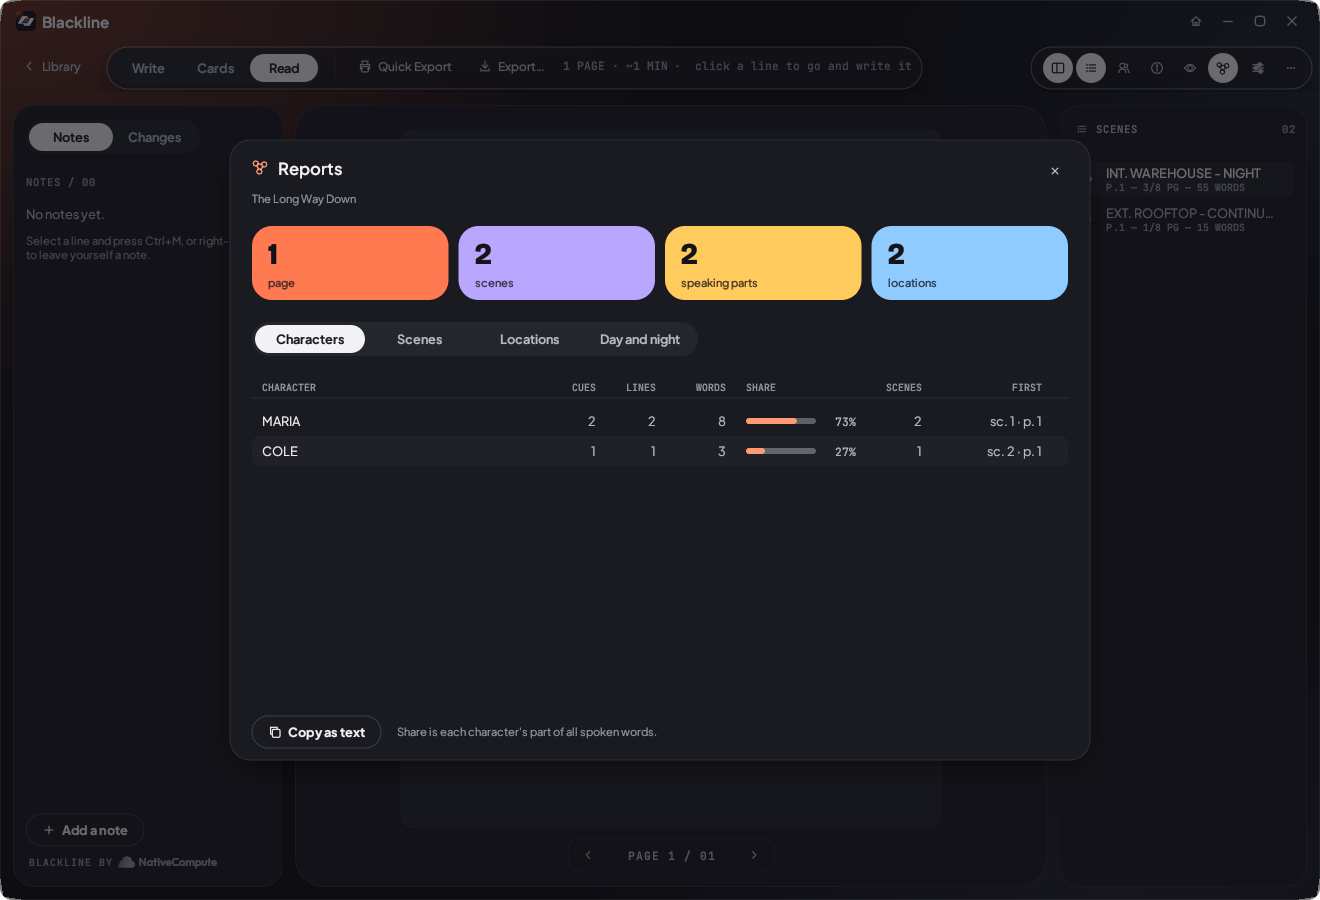 Blackline
Library
Write Cards Read Quick Export Export... 1 PAGE · ~1 MIN · click a line to go and write it
Notes Changes
NOTES / 00
No notes yet.
Select a line and press Ctrl+M, or right-
to leave yourself a note.
Reports
The Long Way Down
1
page
2
scenes
2
speaking parts
2
locations
Characters Scenes Locations Day and night
CHARACTER CUES LINES WORDS SHARE SCENES FIRST
MARIA 2 2 8 73% 2 sc. 1 · p. 1
COLE 1 1 3 27% 1 sc. 2 · p. 1
Copy as text Share is each character's part of all spoken words.
SCENES 02
INT. WAREHOUSE - NIGHT
P.1 — 3/8 PG — 55 WORDS
EXT. ROOFTOP - CONTINU...
P.1 — 1/8 PG — 15 WORDS
Add a note
BLACKLINE BY NativeCompute
PAGE 1 / 01